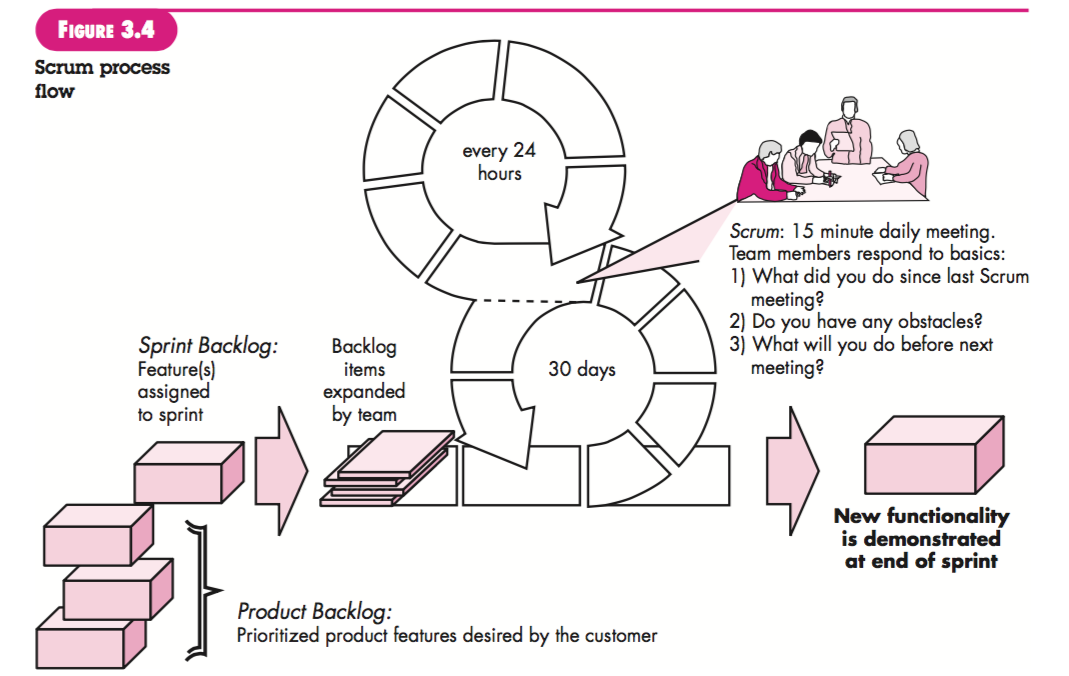 FIGURE 3.4
Scrum process
flow
every 24
hours
Scrum: 15 minute daily meeting.
Team members respond to basics:
1) What did you do since last Scrum
meeting?
2) Do you have any obstacles?
3) What will you do before next
meeting?
Sprint Backlog:
Feature(s)
assigned
to sprint
Backlog
items
expanded
by team
30 days
New functionality
is demonstrated
at end of sprint
Product Backlog:
Prioritized product features desired by the customer